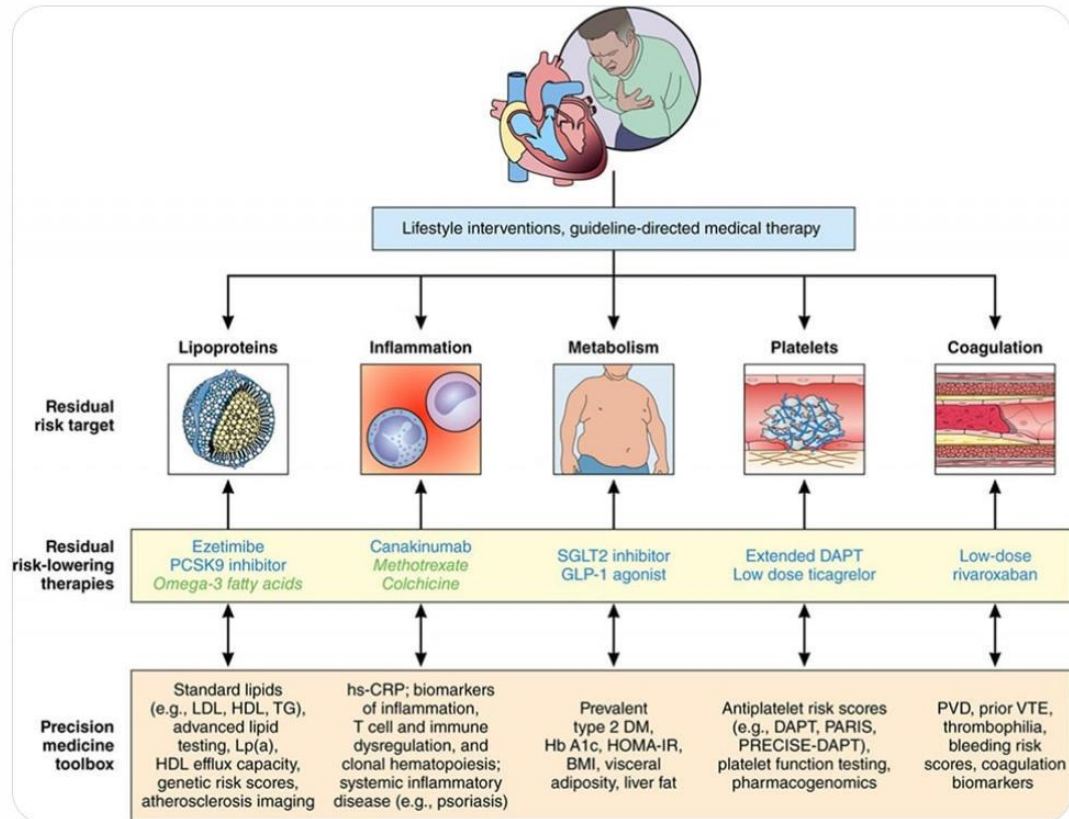 Lifestyle interventions, guideline-directed medical therapy
Lipoproteins
Inflammation
Metabolism
Platelets
Coagulation
Residual
risk target
Residual
risk-lowering
therapies
Ezetimibe
PCSK9 inhibitor
Omega-3 fatty acids
Canakinumab
Methotrexate
Colchicine
SGLT2 inhibitor
GLP-1 agonist
Extended DAPT
Low dose ticagrelor
Low-dose
rivaroxaban
Precision
medicine
toolbox
Standard lipids
(e.g., LDL, HDL, TG),
advanced lipid
testing, Lp(a),
HDL efflux capacity,
genetic risk scores,
atherosclerosis imaging
hs-CRP; biomarkers
of inflammation,
T cell and immune
dysregulation, and
clonal hematopoiesis;
systemic inflammatory
disease (e.g., psoriasis)
Prevalent
type 2 DM,
Hb A1c, HOMA-IR,
BMI, visceral
adiposity, liver fat
Antiplatelet risk scores
(e.g., DAPT, PARIS,
PRECISE-DAPT),
platelet function testing,
pharmacogenomics
PVD, prior VTE,
thrombophilia,
bleeding risk
scores, coagulation
biomarkers